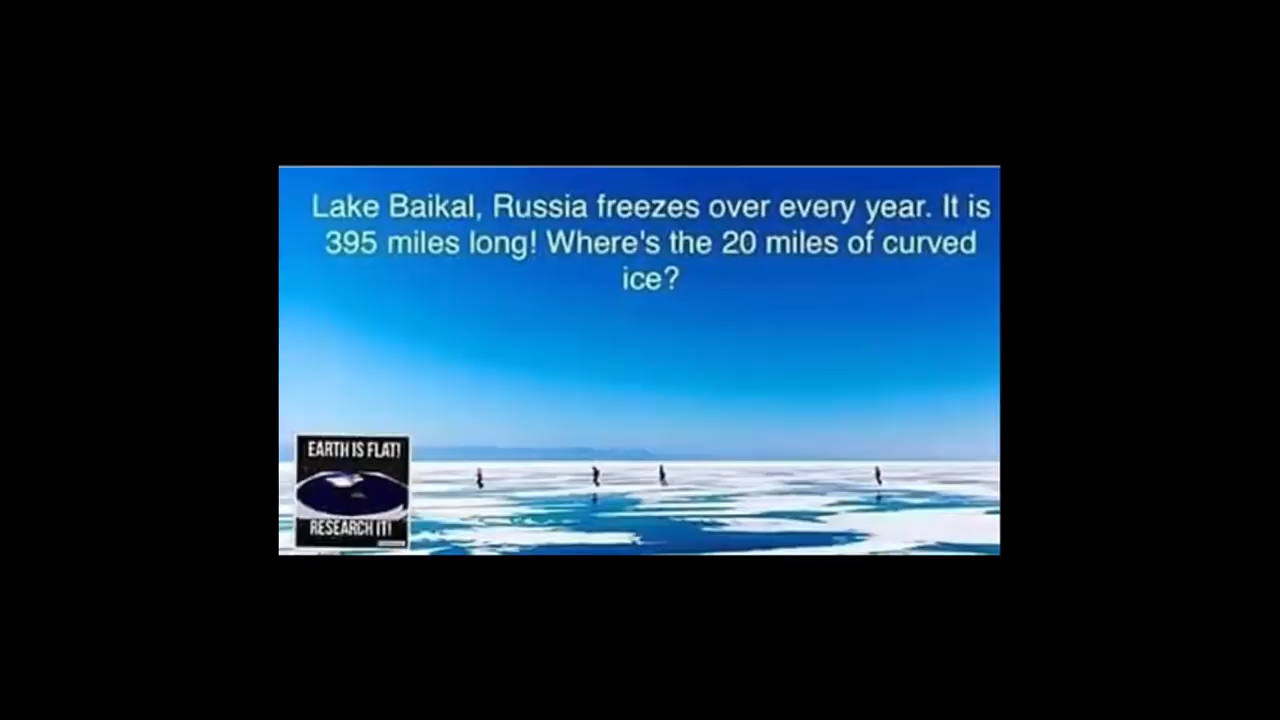 Lake Baikal, Russia freezes over every year. It is
395 miles long! Where's the 20 miles of curved
ice?
EARTH IS FLAT!
RESEARCH IT!